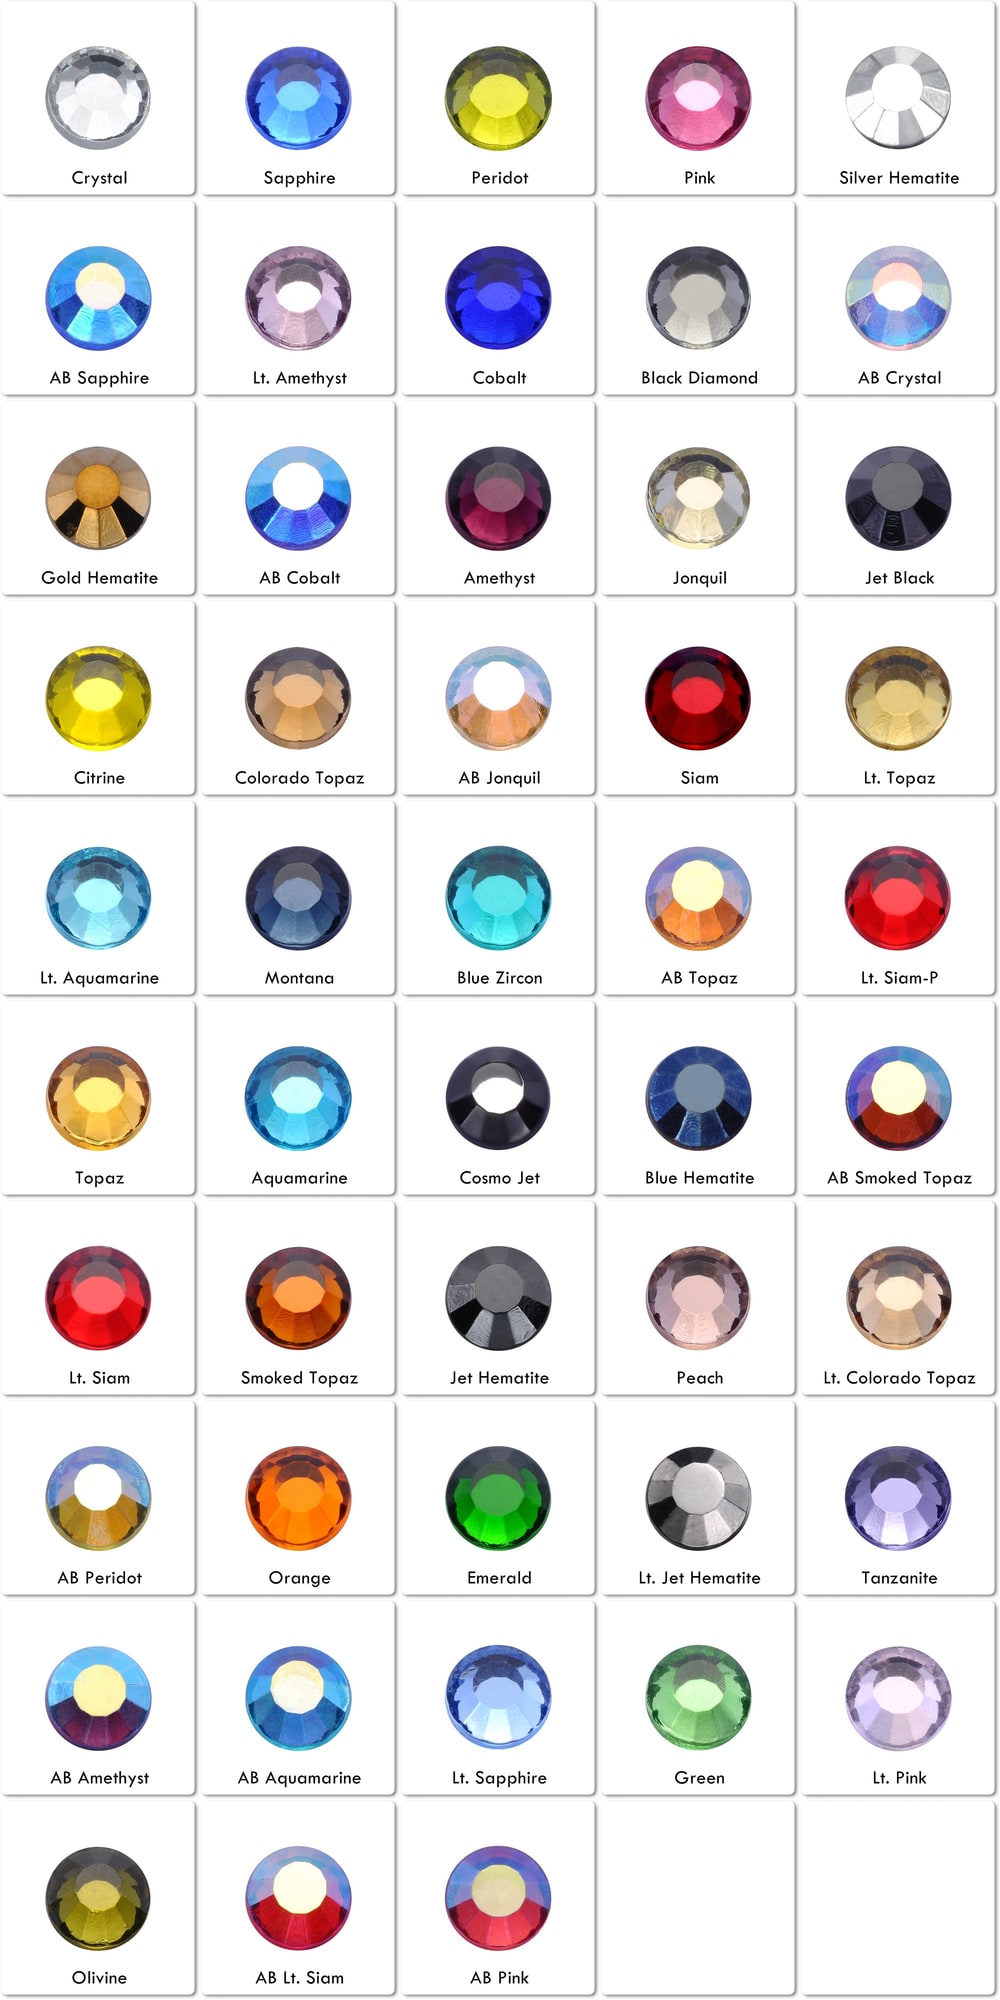 Crystal
Sapphire
Peridot
Pink
Silver Hematite
AB Sapphire
Lt. Amethyst
Cobalt
Black Diamond
AB Crystal
Gold Hematite
AB Cobalt
Amethyst
Jonquil
Jet Black
Citrine
Colorado Topaz
AB Jonquil
Siam
Lt. Topaz
Lt. Aquamarine
Montana
Blue Zircon
AB Topaz
Lt. Siam-P
Topaz
Aquamarine
Cosmo Jet
Blue Hematite
AB Smoked Topaz
Lt. Siam
Smoked Topaz
Jet Hematite
Peach
Lt. Colorado Topaz
AB Peridot
Orange
Emerald
Lt. Jet Hematite
Tanzanite
AB Amethyst
AB Aquamarine
Lt. Sapphire
Green
Lt. Pink
Olivine
AB Lt. Siam
AB Pink